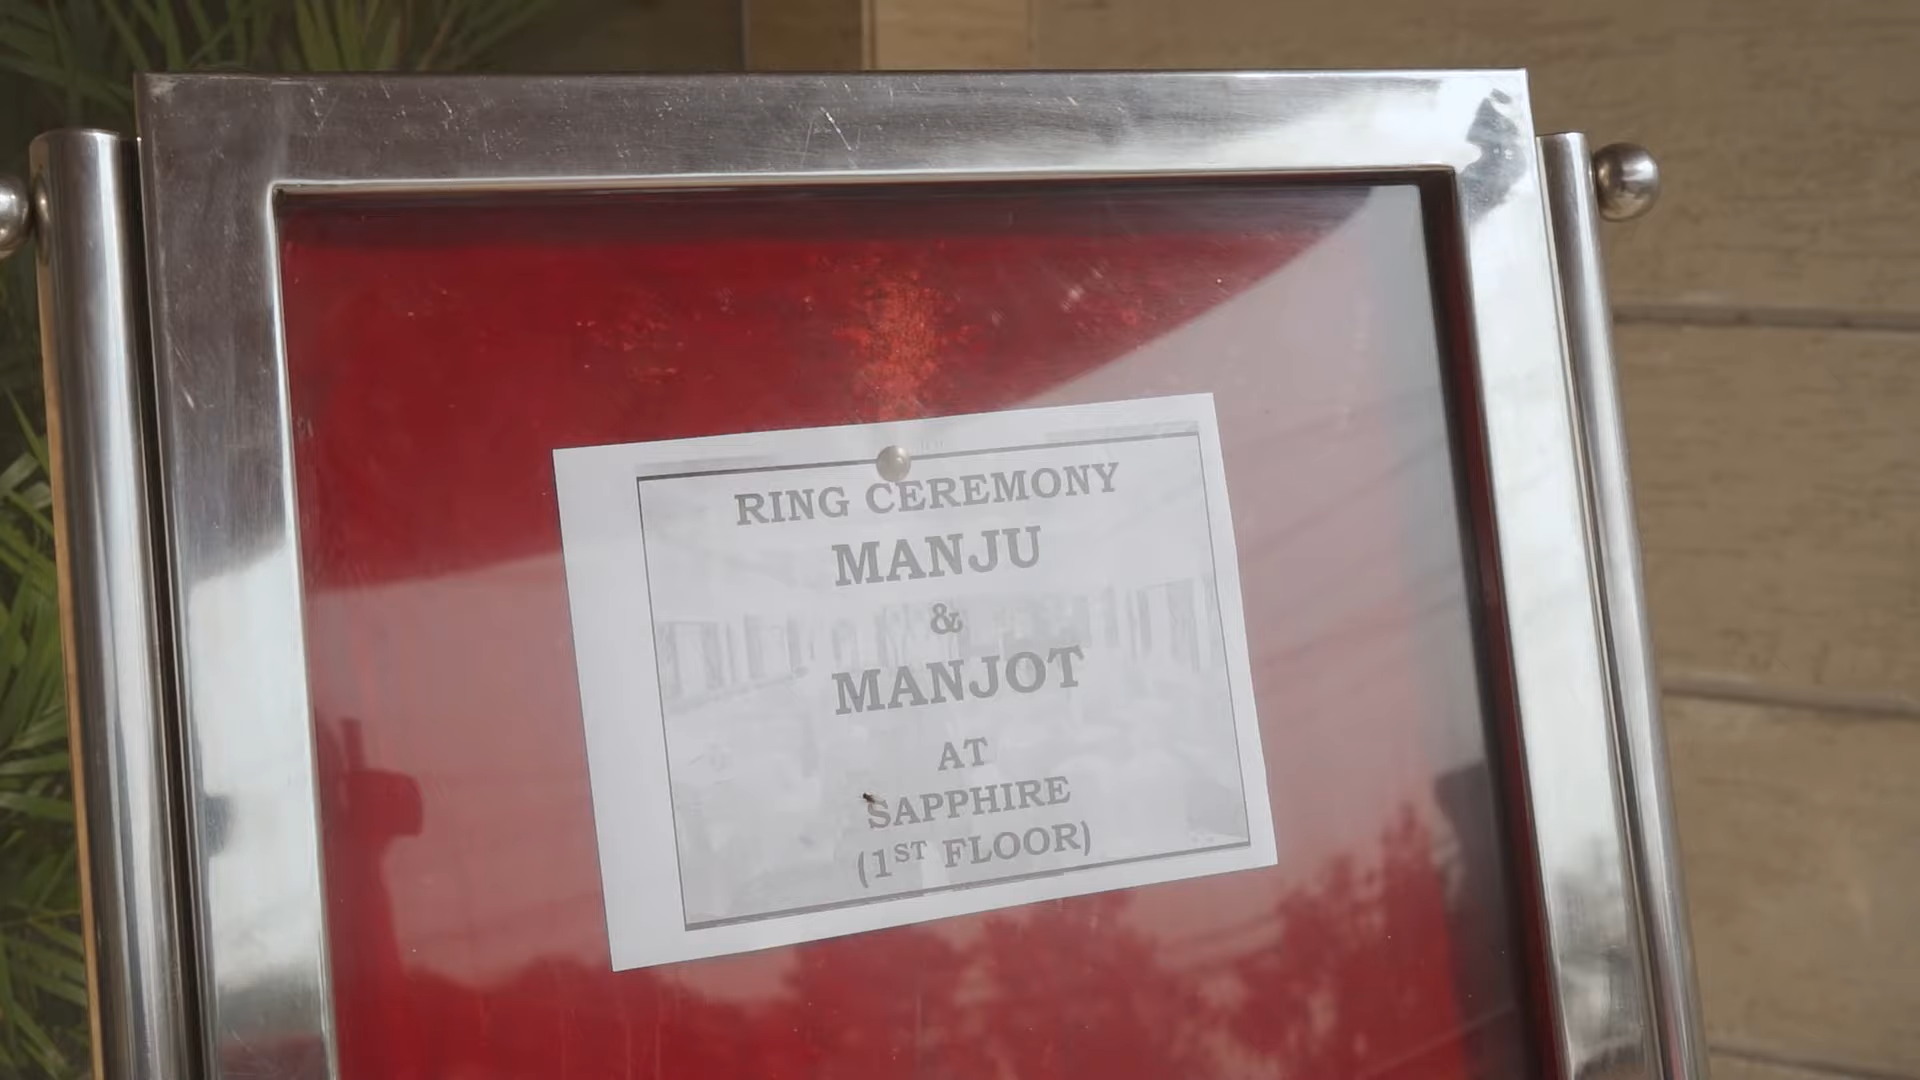 RING CEREMONY
MANJU
&
MANJOT
AT
SAPPHIRE
(1ST FLOOR)